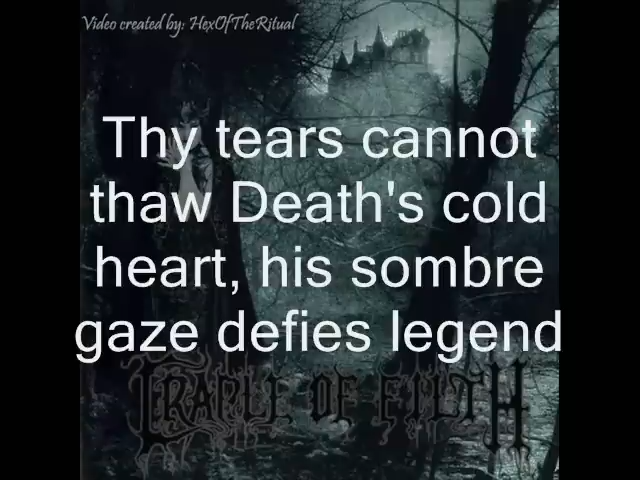 Video created by: HexOfTheRitual
Thy tears cannot
thaw Death's cold
heart, his sombre
gaze defies legend
CRADLE OF FILTH